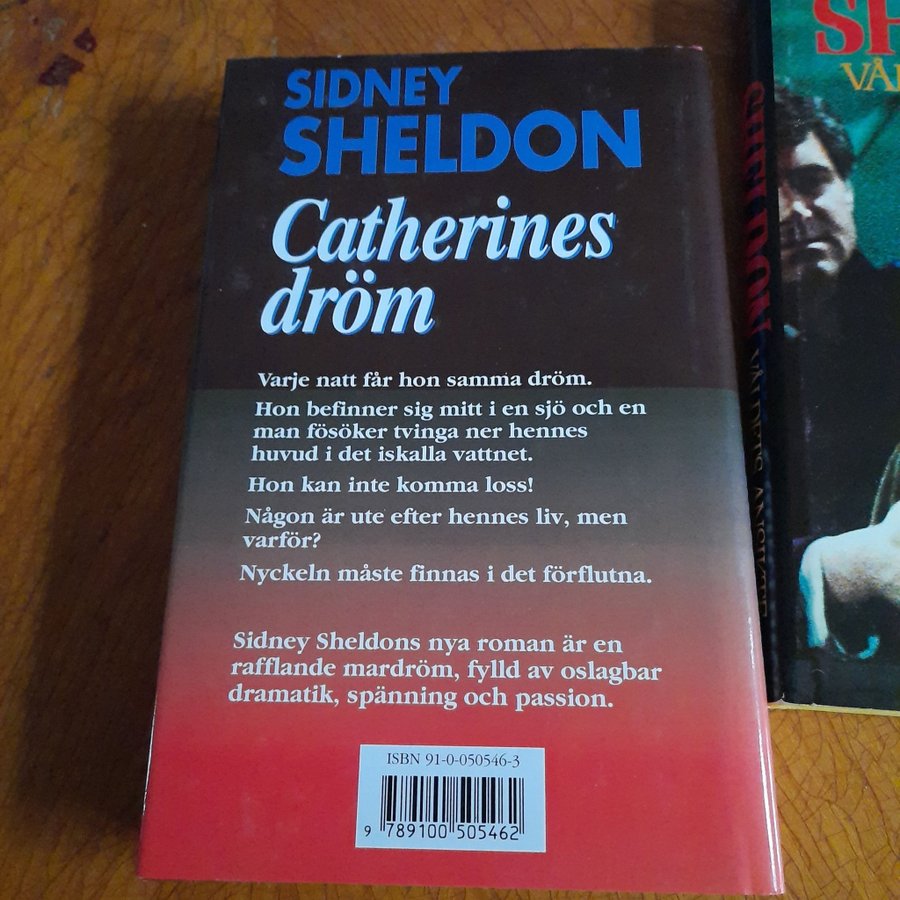 SIDNEY
SHELDON
Catherines
dröm
Varje natt får hon samma dröm.
Hon befinner sig mitt i en sjö och en
man fösöker tvinga ner hennes
huvud i det iskalla vattnet.
Hon kan inte komma loss!
Någon är ute efter hennes liv, men
varför?
Nyckeln måste finnas i det förflutna.
Sidney Sheldons nya roman är en
rafflande mardröm, fylld av oslagbar
dramatik, spänning och passion.
ISBN 91-0-050546-3
9 789100 505462
SHELDON
SH
VÅ